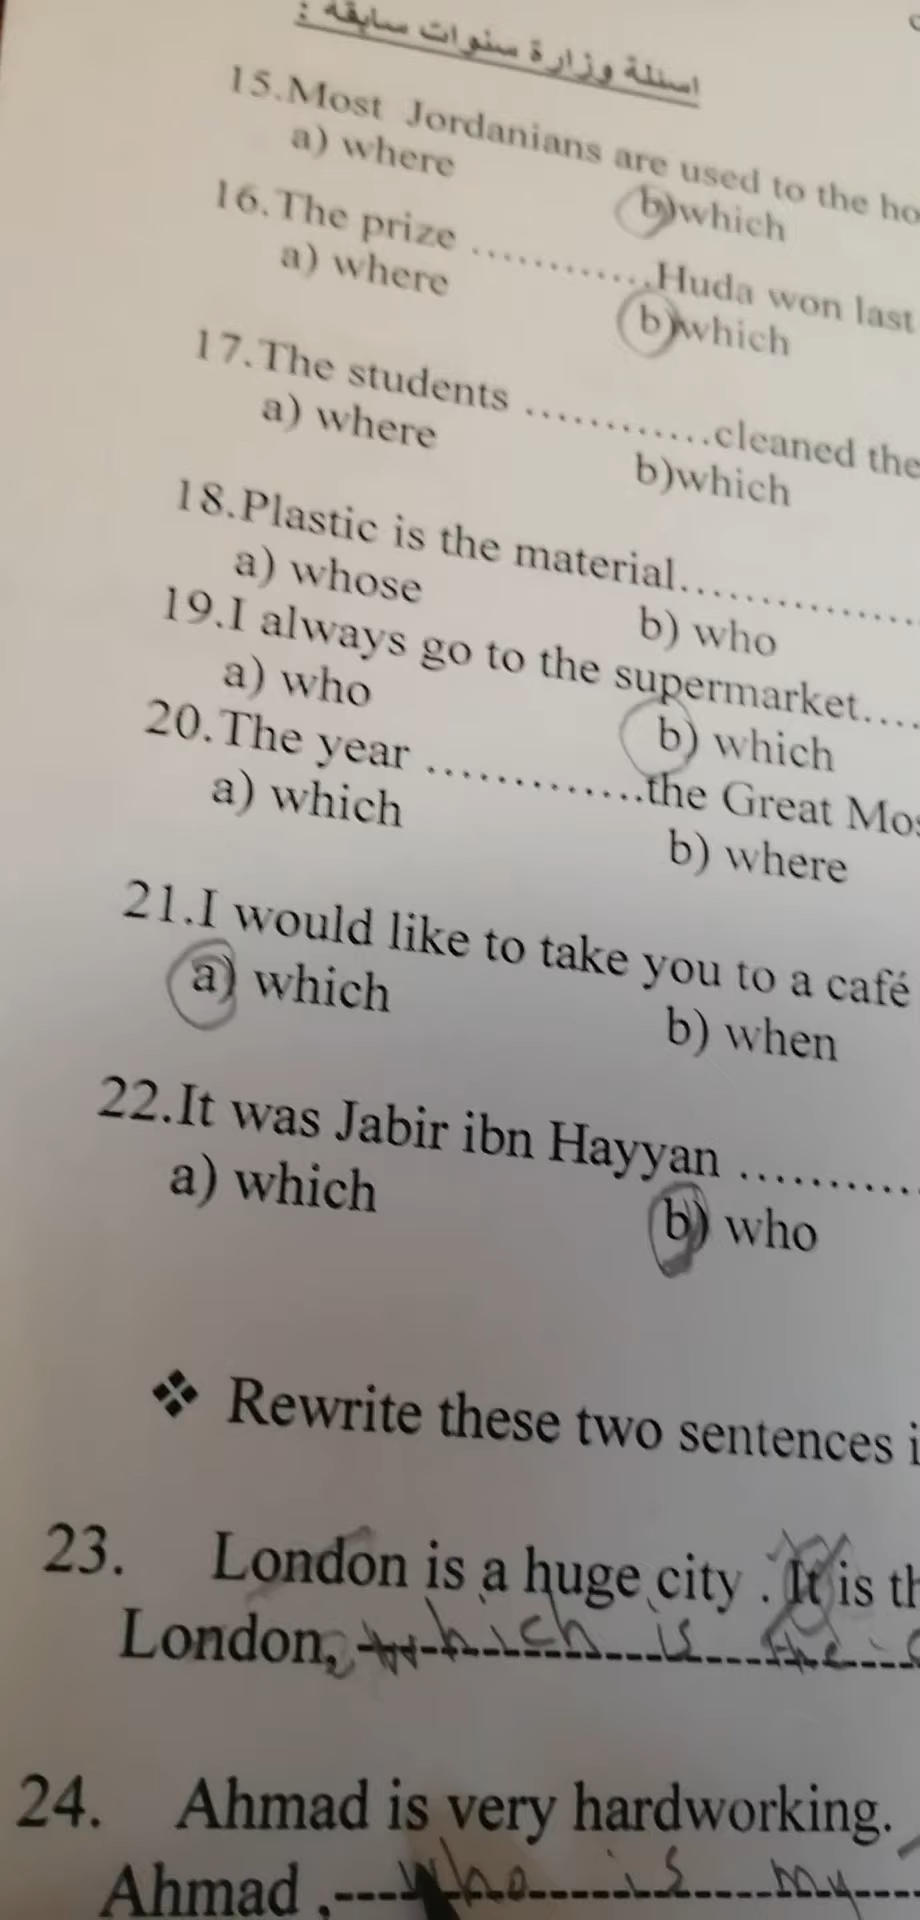 اسئلة وزارة سنوات سابقة :
15.Most Jordanians are used to the ho
a) where b)which
16.The prize ............Huda won last
a) where b)which
17.The students ............cleaned the
a) where b)which
18.Plastic is the material...............
a) whose b) who
19.I always go to the supermarket....
a) who b) which
20.The year ..............the Great Mos
a) which b) where
21.I would like to take you to a café
a) which b) when
22.It was Jabir ibn Hayyan ..........
a) which b) who
❖ Rewrite these two sentences i
23. London is a huge city . It is th
London, which is the
24. Ahmad is very hardworking.
Ahmad , who is my